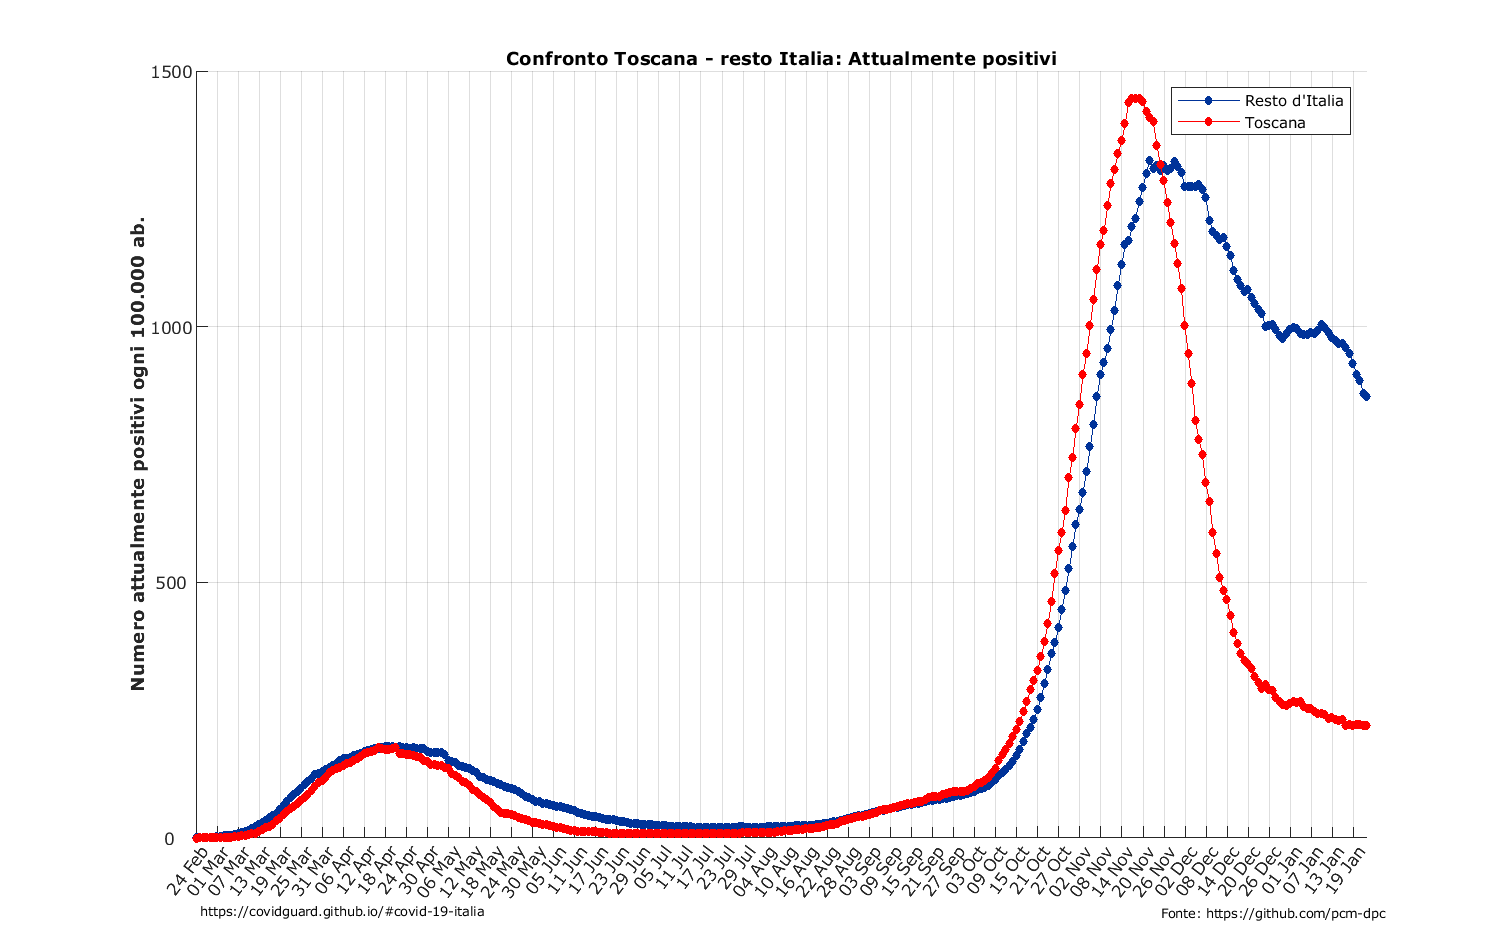 Confronto Toscana - resto Italia: Attualmente positivi
Numero attualmente positivi ogni 100.000 ab.
1500
1000
500
0
Resto d'Italia
Toscana
24 Feb
01 Mar
07 Mar
13 Mar
19 Mar
25 Mar
31 Mar
06 Apr
12 Apr
18 Apr
24 Apr
30 Apr
06 May
12 May
18 May
24 May
30 May
05 Jun
11 Jun
17 Jun
23 Jun
29 Jun
05 Jul
11 Jul
17 Jul
23 Jul
29 Jul
04 Aug
10 Aug
16 Aug
22 Aug
28 Aug
03 Sep
09 Sep
15 Sep
21 Sep
27 Sep
03 Oct
09 Oct
15 Oct
21 Oct
27 Oct
02 Nov
08 Nov
14 Nov
20 Nov
26 Nov
02 Dec
08 Dec
14 Dec
20 Dec
26 Dec
01 Jan
07 Jan
13 Jan
19 Jan
https://covidguard.github.io/#covid-19-italia
Fonte: https://github.com/pcm-dpc